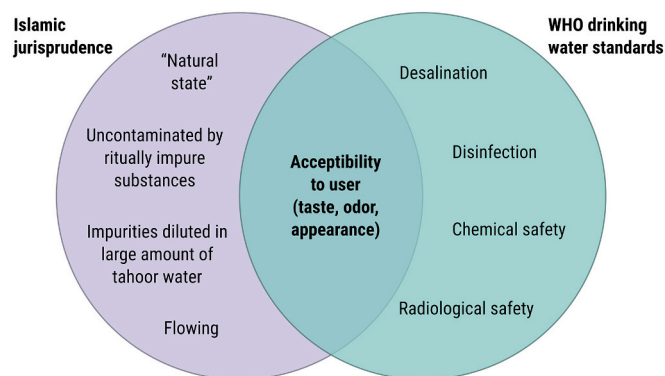 Islamic
jurisprudence
“Natural
state”
Uncontaminated by
ritually impure
substances
Impurities diluted in
large amount of
tahoor water
Flowing
Acceptibility
to user
(taste, odor,
appearance)
WHO drinking
water standards
Desalination
Disinfection
Chemical safety
Radiological safety